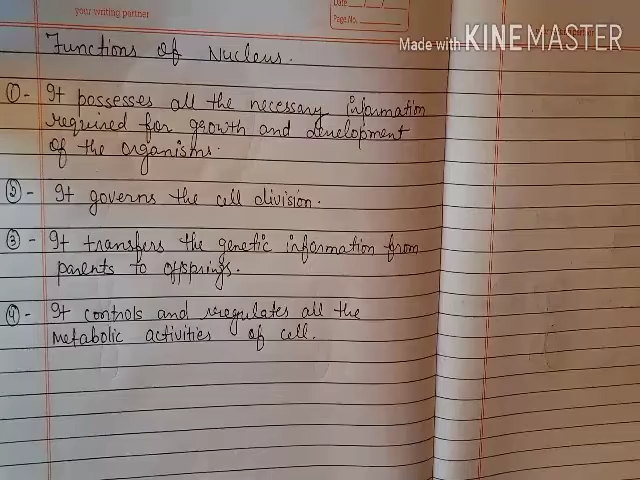 your writing partner
Date
Page No.
Made with KINEMASTER
Functions of Nucleus.
①- It possesses all the necessary information
required for growth and development
of the organisms.
②- It governs the cell division.
③- It transfers the genetic information from
parents to offsprings.
④- It controls and regulates all the
metabolic activities of cell.